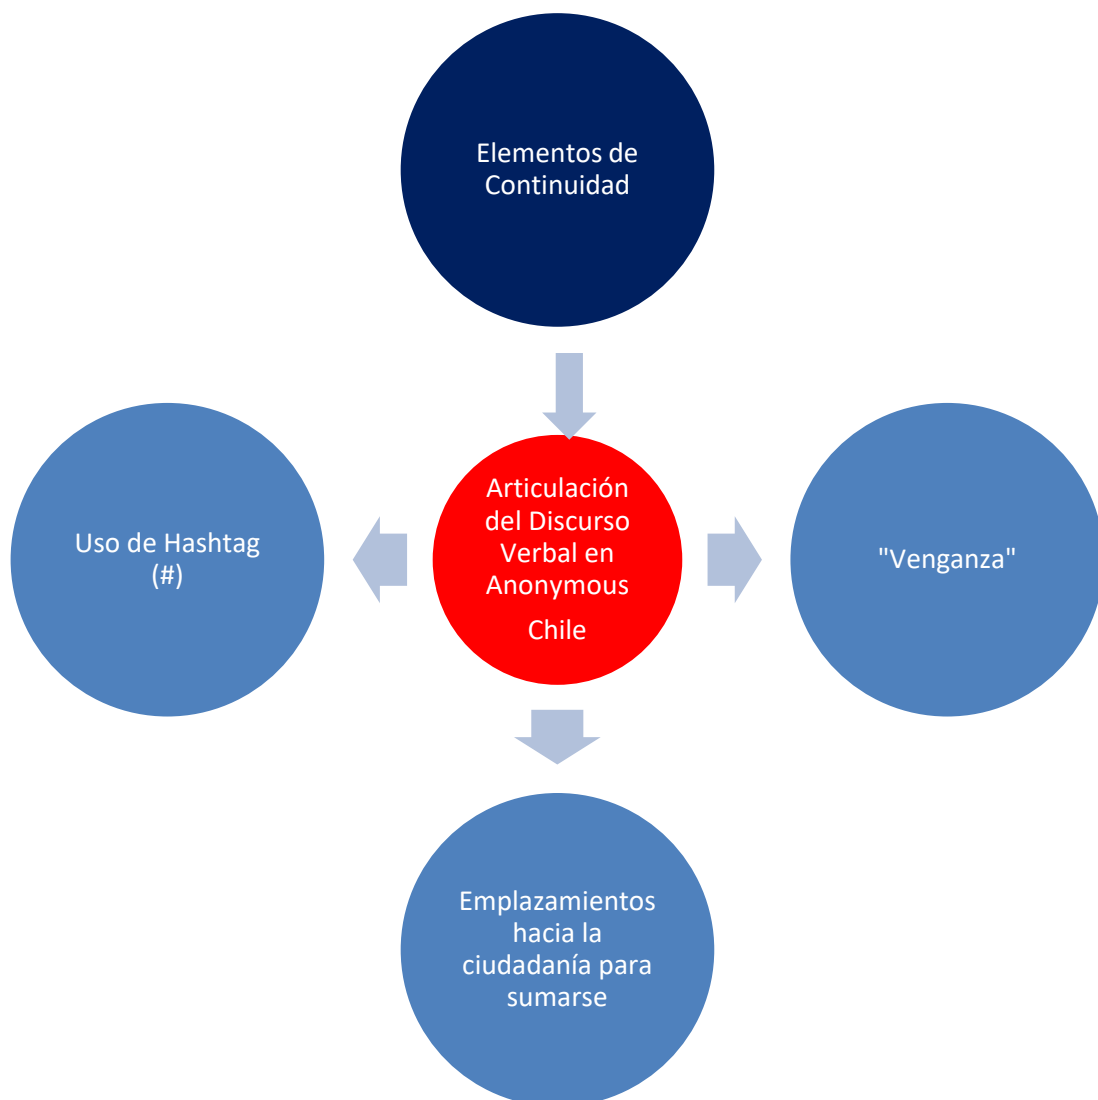 Elementos de
Continuidad
Uso de Hashtag
(#)
Articulación
del Discurso
Verbal en
Anonymous
Chile
"Venganza"
Emplazamientos
hacia la
ciudadanía para
sumarse